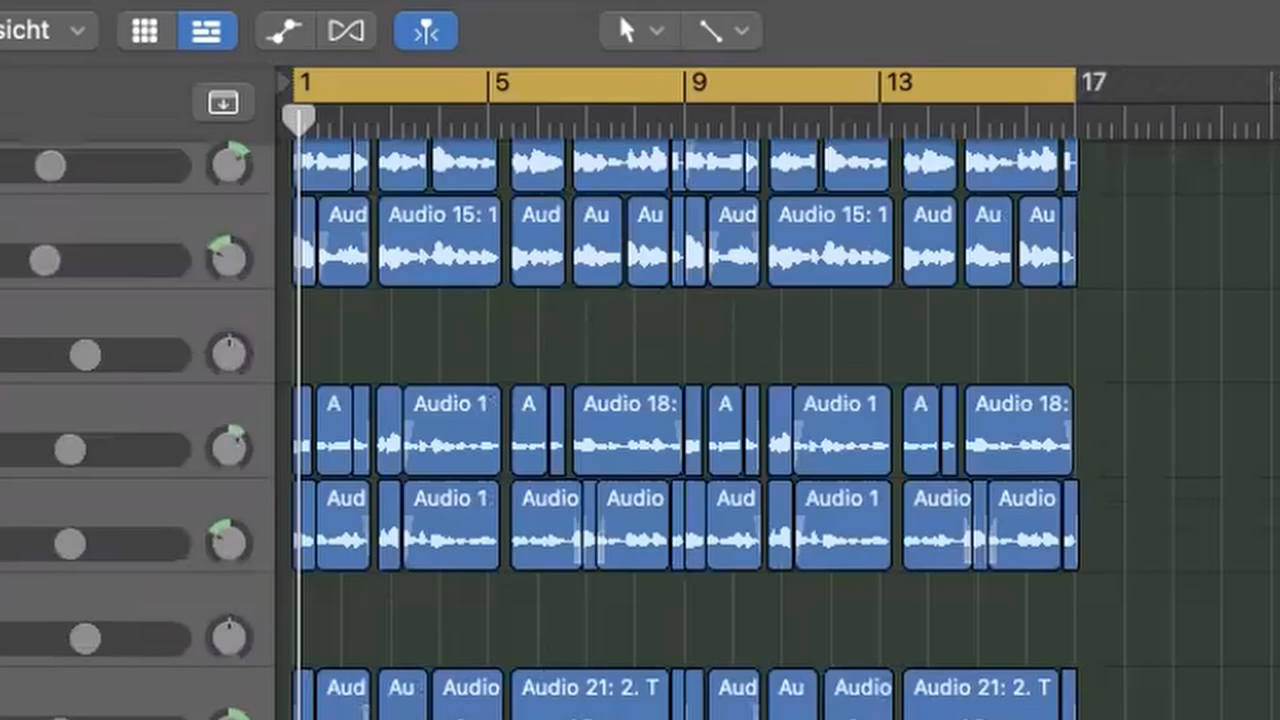 sicht
1 5 9 13 17
Aud Audio 15: 1 Aud Au Au Aud Audio 15: 1 Aud Au Au
A Audio 1 A Audio 18: A Audio 1 A Audio 18:
Aud Audio 1 Audio Audio Aud Audio 1 Audio Audio
Aud Au Audio Audio 21: 2. T Aud Au Audio Audio 21: 2. T